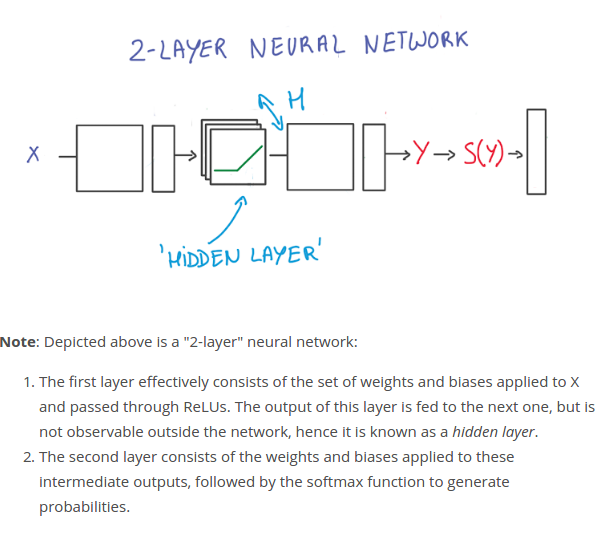 2-LAYER NEURAL NETWORK
H
X
Y → S(Y) →
'HIDDEN LAYER'
Note: Depicted above is a "2-layer" neural network:
1. The first layer effectively consists of the set of weights and biases applied to X
and passed through ReLUs. The output of this layer is fed to the next one, but is
not observable outside the network, hence it is known as a hidden layer.
2. The second layer consists of the weights and biases applied to these
intermediate outputs, followed by the softmax function to generate
probabilities.